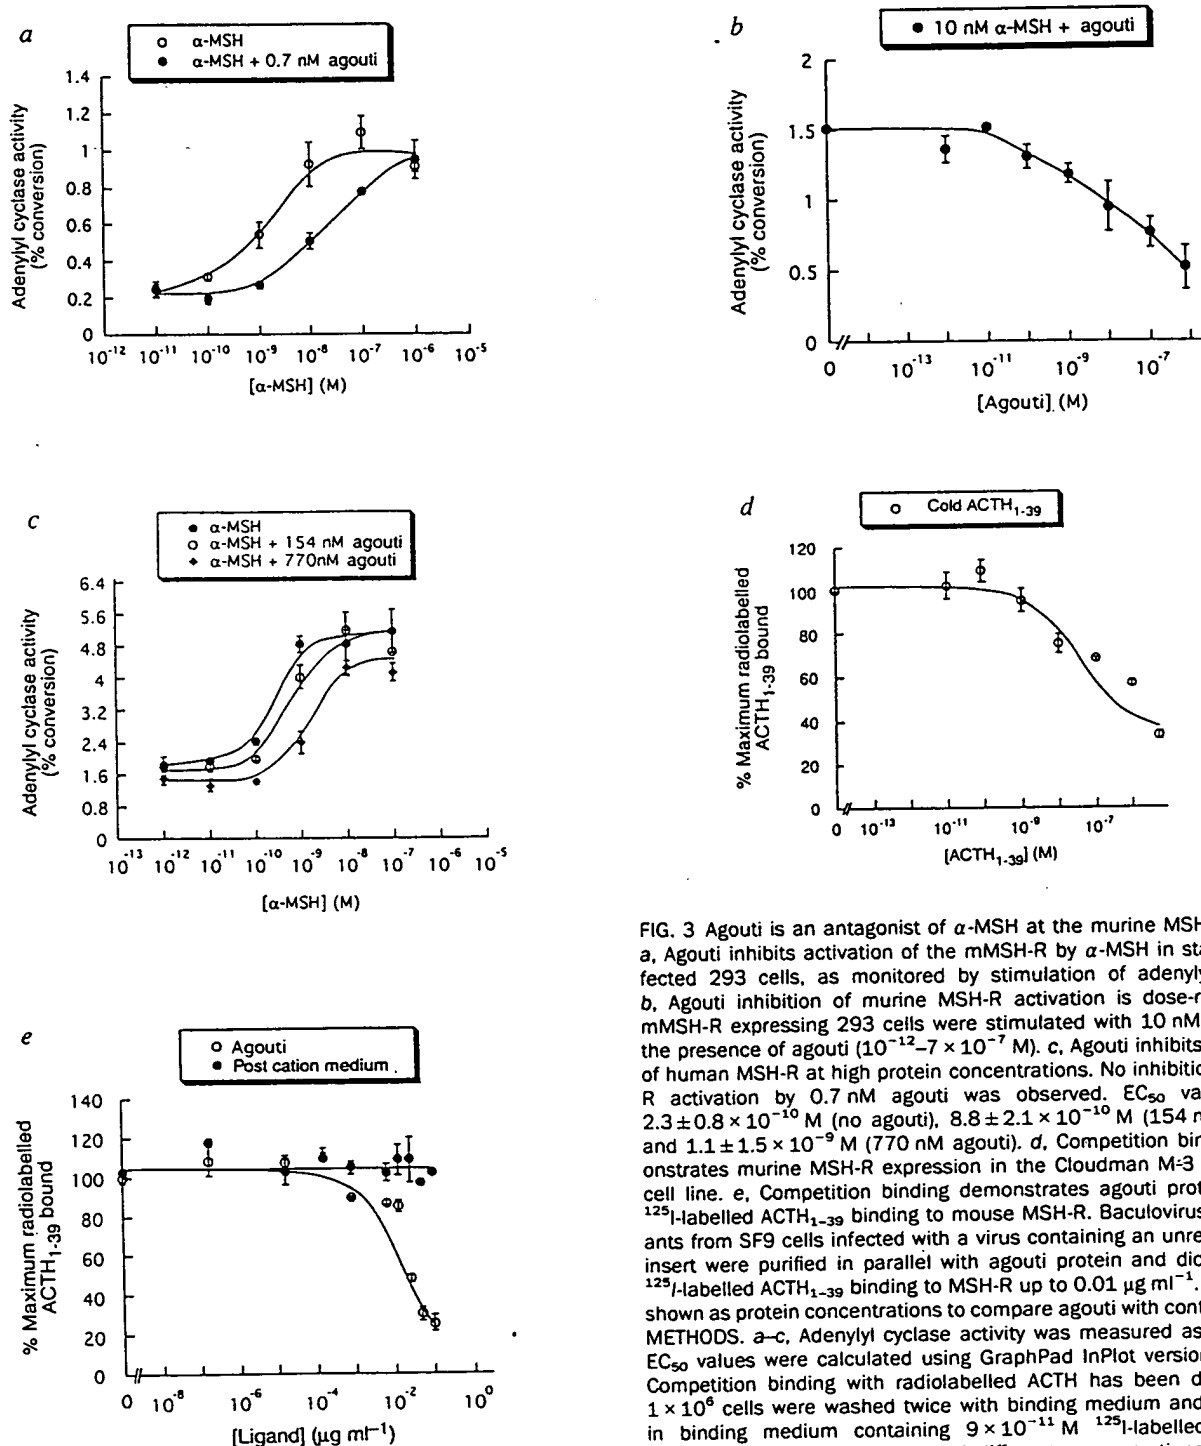 a
α-MSH
α-MSH + 0.7 nM agouti
Adenylyl cyclase activity
(% conversion)
1.4
1.2
1
0.8
0.6
0.4
0.2
0
10⁻¹² 10⁻¹¹ 10⁻¹⁰ 10⁻⁹ 10⁻⁸ 10⁻⁷ 10⁻⁶ 10⁻⁵
[α-MSH] (M)
b
10 nM α-MSH + agouti
Adenylyl cyclase activity
(% conversion)
2
1.5
1
0.5
0
0 10⁻¹³ 10⁻¹¹ 10⁻⁹ 10⁻⁷
[Agouti] (M)
c
α-MSH
α-MSH + 154 nM agouti
α-MSH + 770nM agouti
Adenylyl cyclase activity
(% conversion)
6.4
5.6
4.8
4
3.2
2.4
1.6
0.8
0
10⁻¹³ 10⁻¹² 10⁻¹¹ 10⁻¹⁰ 10⁻⁹ 10⁻⁸ 10⁻⁷ 10⁻⁶ 10⁻⁵
[α-MSH] (M)
d
Cold ACTH₁₋₃₉
% Maximum radiolabelled
ACTH₁₋₃₉ bound
120
100
80
60
40
20
0
0 10⁻¹³ 10⁻¹¹ 10⁻⁹ 10⁻⁷
[ACTH₁₋₃₉] (M)
e
Agouti
Post cation medium
% Maximum radiolabelled
ACTH₁₋₃₉ bound
140
120
100
80
60
40
20
0
0 10⁻⁸ 10⁻⁶ 10⁻⁴ 10⁻² 10⁰
[Ligand] (μg ml⁻¹)
FIG. 3 Agouti is an antagonist of α-MSH at the murine MSH
a, Agouti inhibits activation of the mMSH-R by α-MSH in sta
fected 293 cells, as monitored by stimulation of adenyly
b, Agouti inhibition of murine MSH-R activation is dose-r
mMSH-R expressing 293 cells were stimulated with 10 nM
the presence of agouti (10⁻¹²–7 × 10⁻⁷ M). c, Agouti inhibits
of human MSH-R at high protein concentrations. No inhibitio
R activation by 0.7 nM agouti was observed. EC₅₀ va
2.3 ± 0.8 × 10⁻¹⁰ M (no agouti), 8.8 ± 2.1 × 10⁻¹⁰ M (154 n
and 1.1 ± 1.5 × 10⁻⁹ M (770 nM agouti). d, Competition bin
onstrates murine MSH-R expression in the Cloudman M-3
cell line. e, Competition binding demonstrates agouti prot
¹²⁵I-labelled ACTH₁₋₃₉ binding to mouse MSH-R. Baculovirus
ants from SF9 cells infected with a virus containing an unre
insert were purified in parallel with agouti protein and dic
¹²⁵I-labelled ACTH₁₋₃₉ binding to MSH-R up to 0.01 μg ml⁻¹.
shown as protein concentrations to compare agouti with cont
METHODS. a–c, Adenylyl cyclase activity was measured as
EC₅₀ values were calculated using GraphPad InPlot version
Competition binding with radiolabelled ACTH has been d
1 × 10⁶ cells were washed twice with binding medium and
in binding medium containing 9 × 10⁻¹¹ M ¹²⁵I-labelled